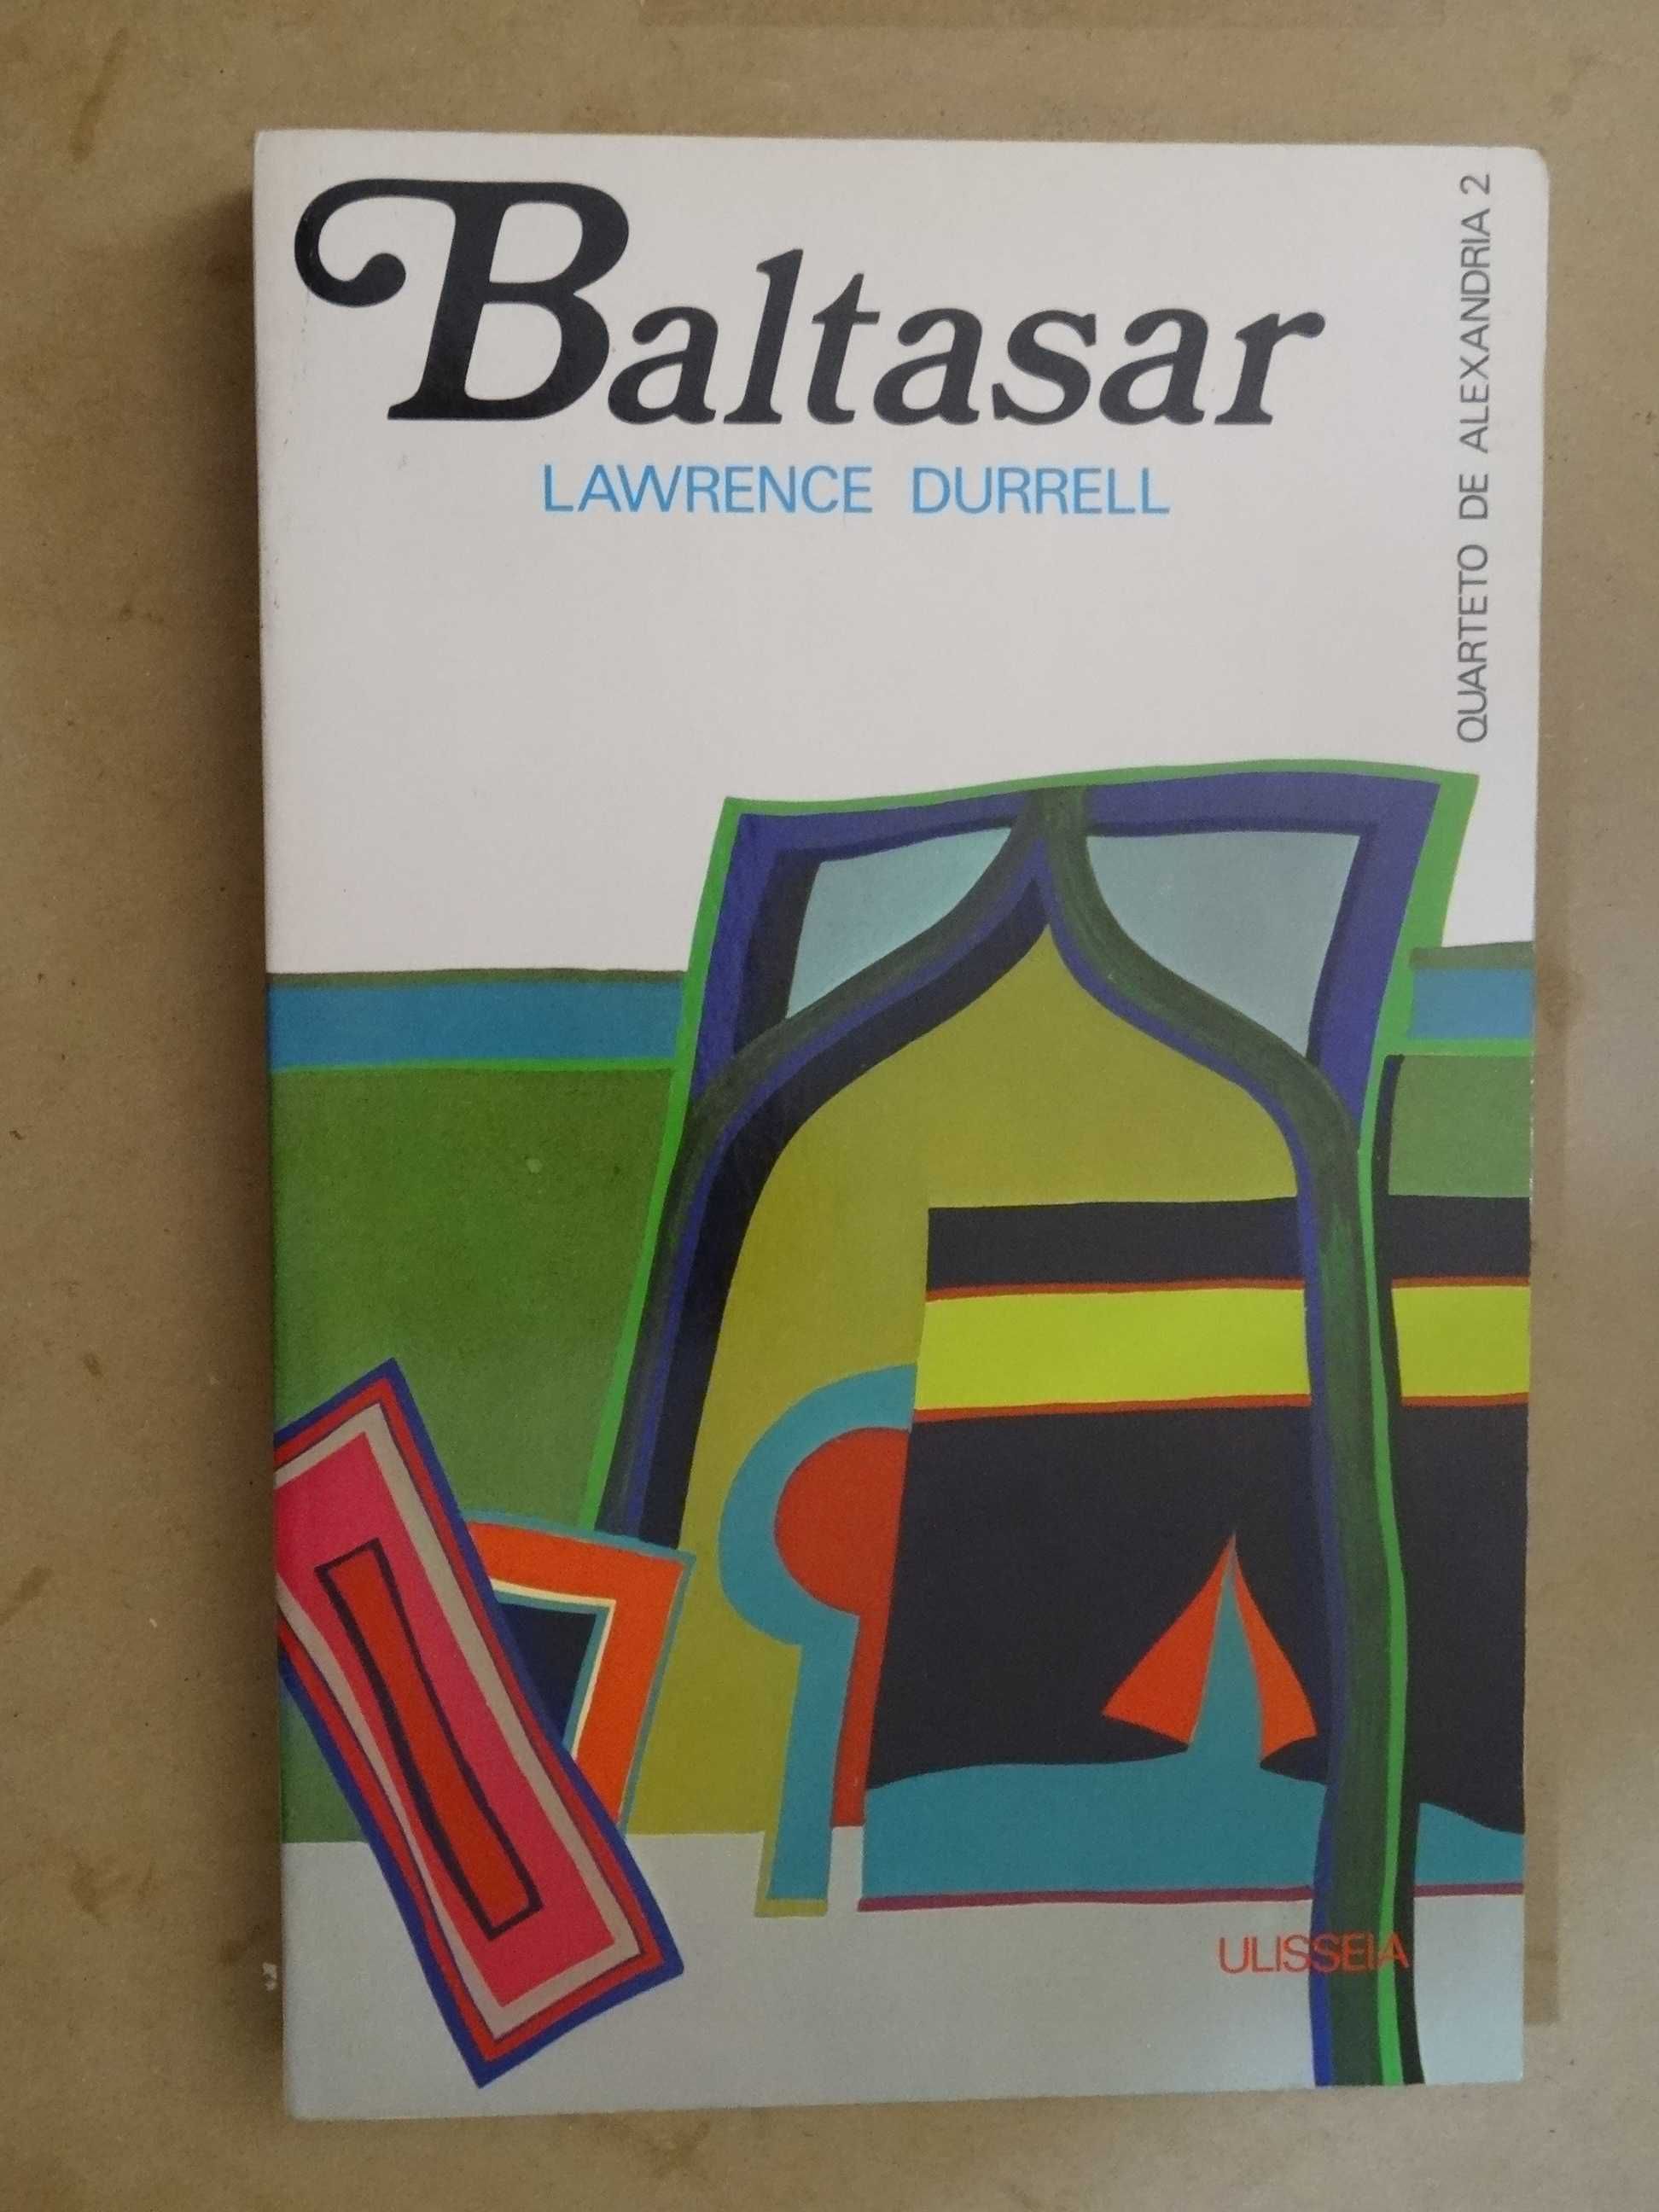 Baltasar
LAWRENCE DURRELL
QUARTETO DE ALEXANDRIA 2
ULISSEIA